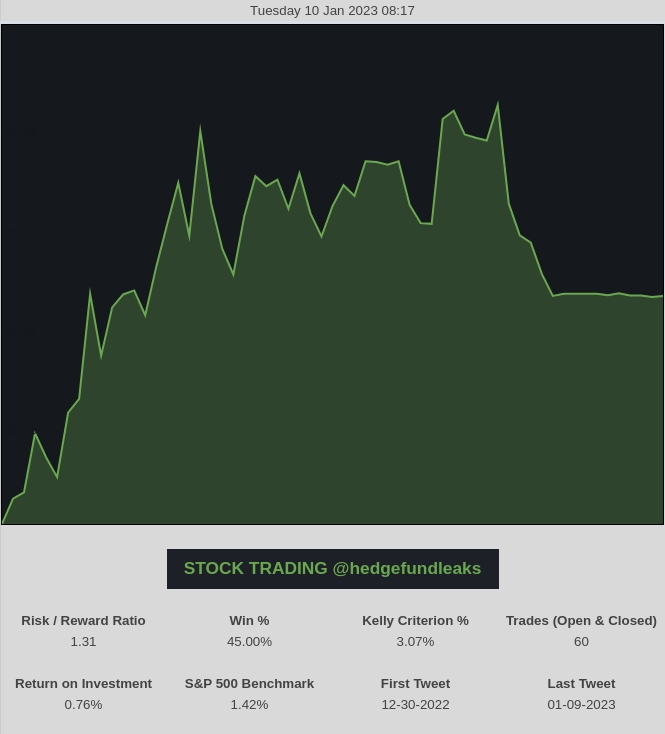 Tuesday 10 Jan 2023 08:17
STOCK TRADING @hedgefundleaks
Risk / Reward Ratio Win % Kelly Criterion % Trades (Open & Closed)
1.31 45.00% 3.07% 60
Return on Investment S&P 500 Benchmark First Tweet Last Tweet
0.76% 1.42% 12-30-2022 01-09-2023